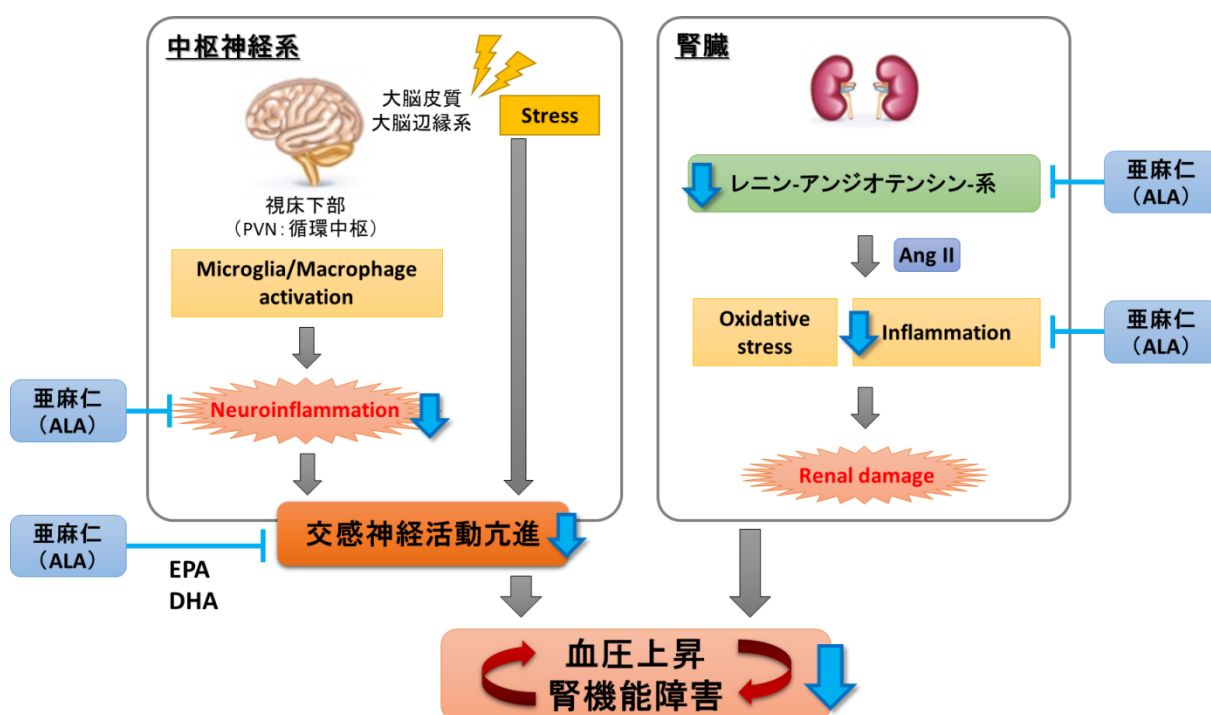 中枢神経系
大脳皮質
大脳辺縁系
Stress
視床下部
（PVN：循環中枢）
Microglia/Macrophage
activation
亜麻仁
（ALA）
Neuroinflammation
亜麻仁
（ALA）
EPA
DHA
交感神経活動亢進
腎臓
レニン-アンジオテンシン-系
亜麻仁
（ALA）
Ang II
Oxidative
stress
Inflammation
亜麻仁
（ALA）
Renal damage
血圧上昇
腎機能障害